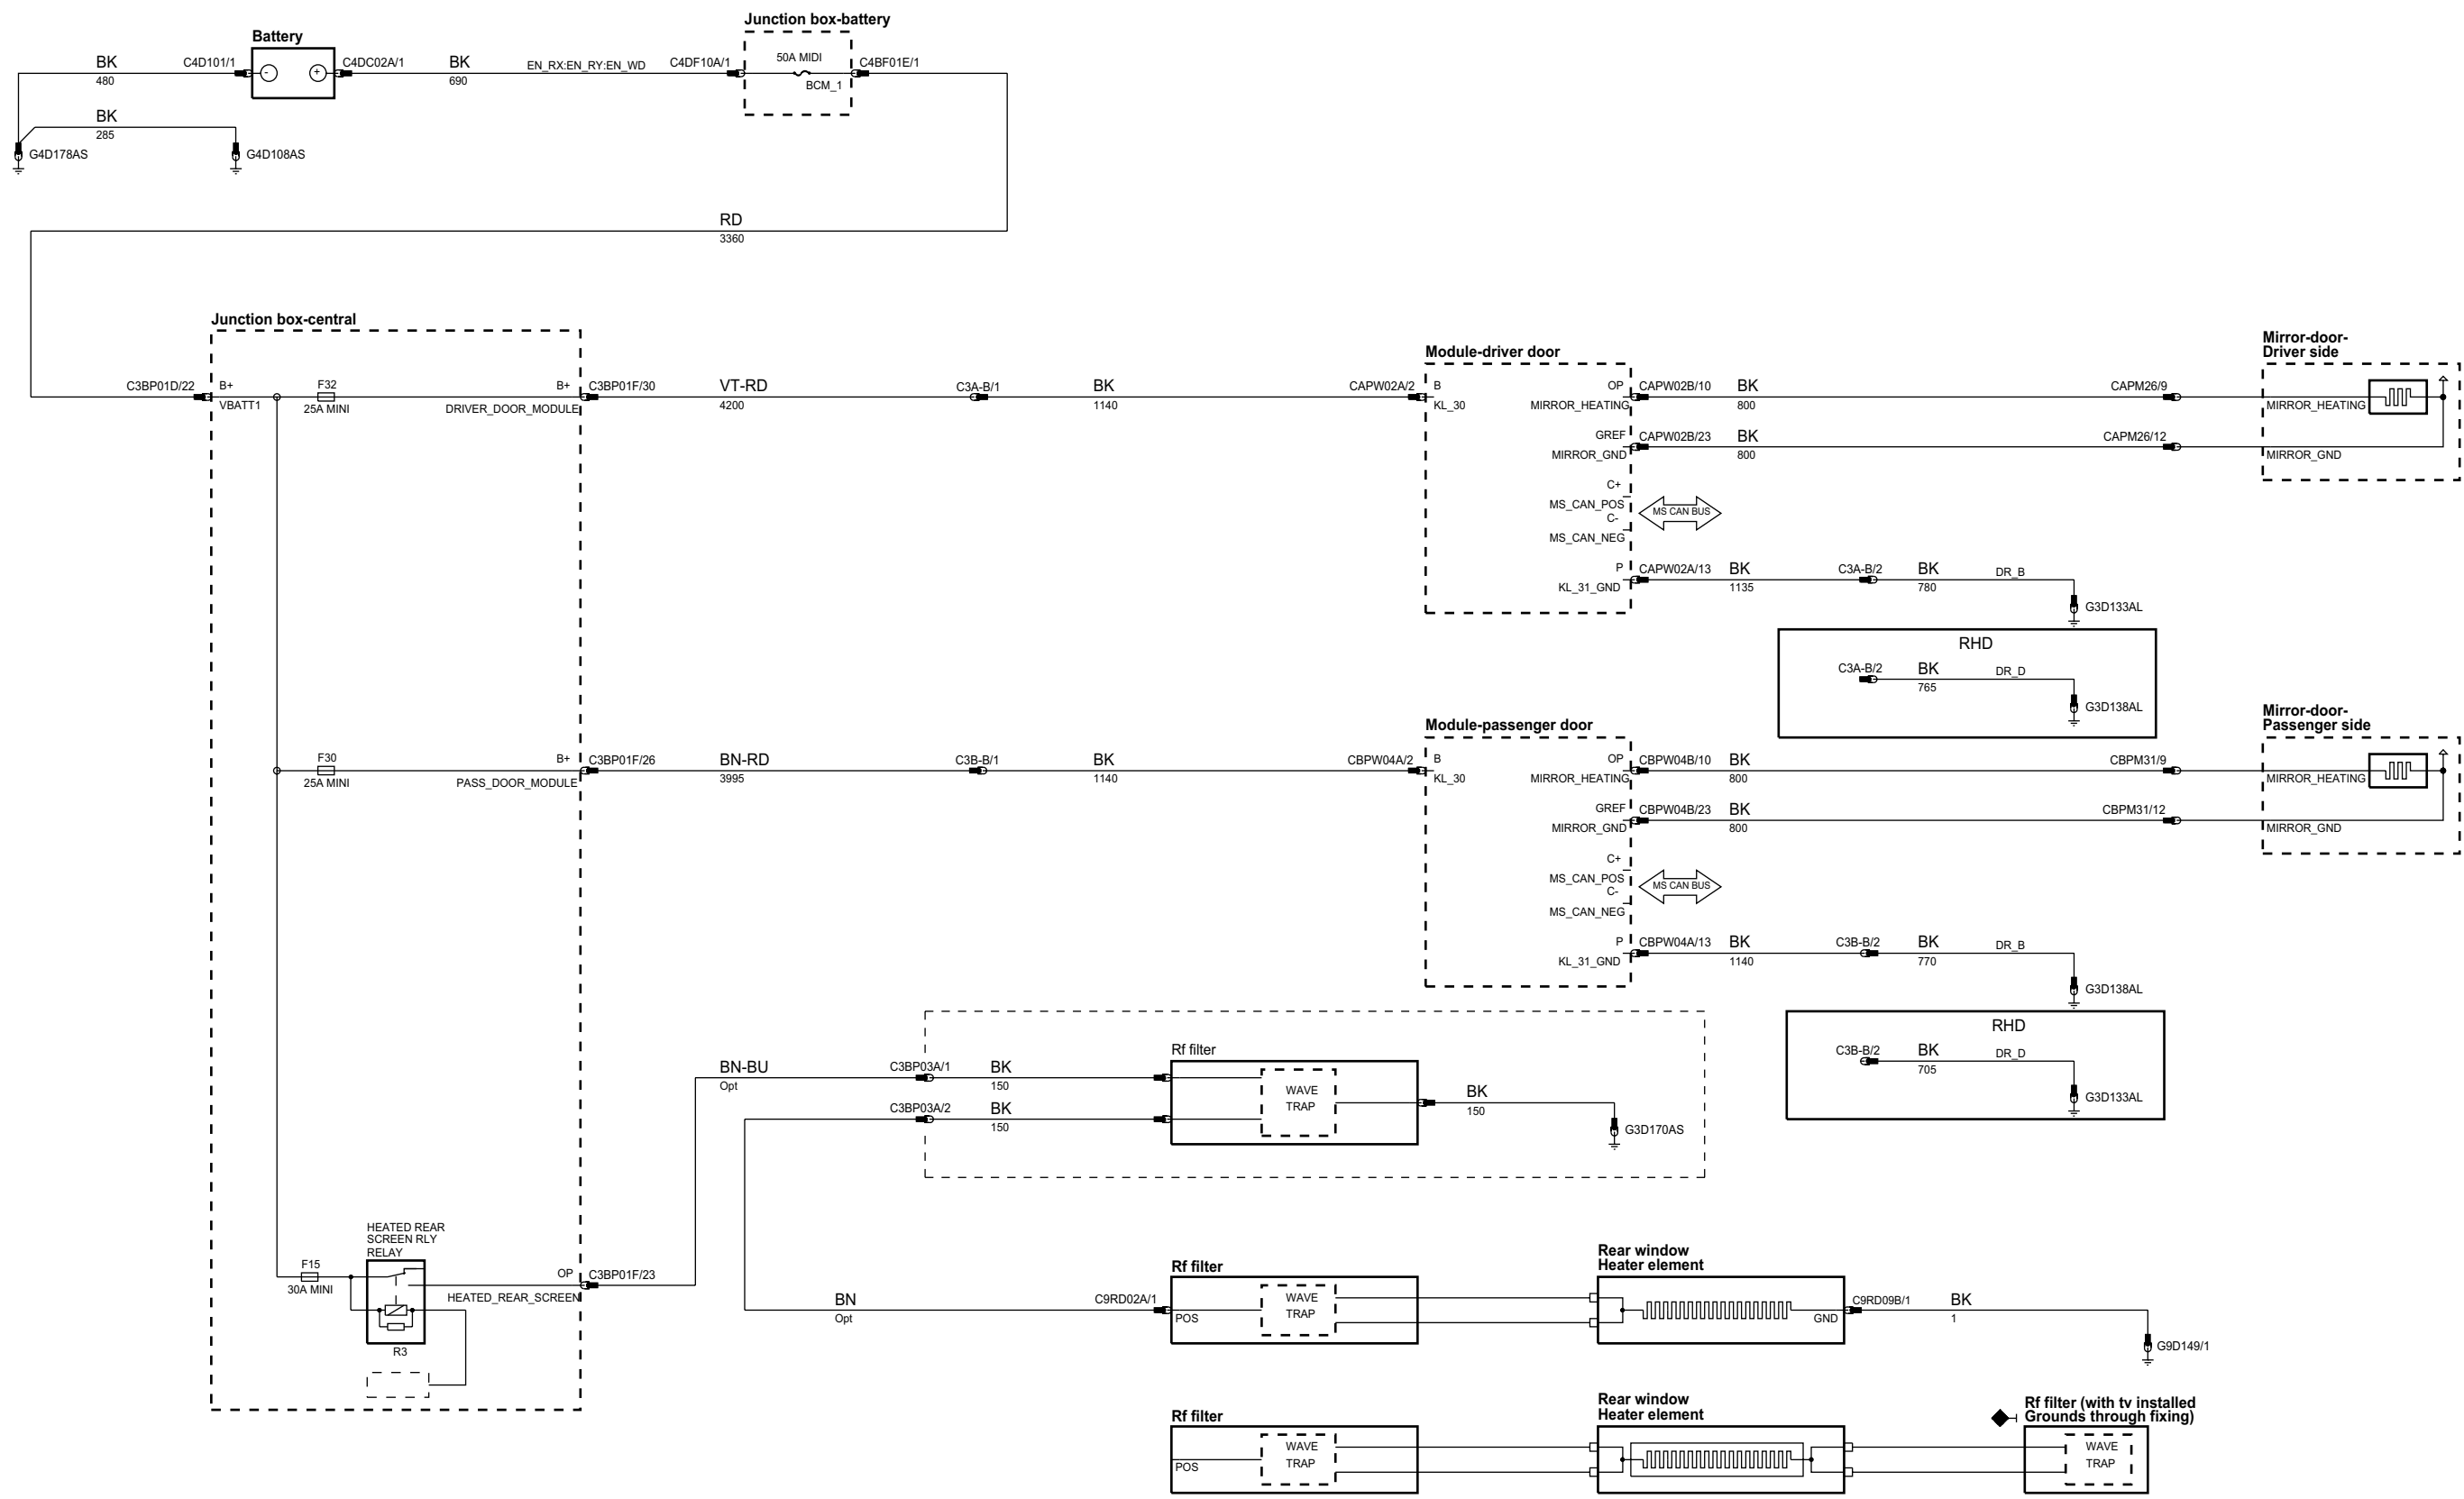 Junction box-battery
Battery
BK
480
C4D101/1
-
+
C4DC02A/1
BK
690
EN_RX:EN_RY:EN_WD
C4DF10A/1
50A MIDI
BCM_1
C4BF01E/1
BK
285
G4D178AS
G4D108AS
RD
3360
Junction box-central
C3BP01D/22
B+
VBATT1
F32
25A MINI
B+
DRIVER_DOOR_MODULE
C3BP01F/30
VT-RD
4200
C3A-B/1
BK
1140
CAPW02A/2
Module-driver door
B
KL_30
OP
MIRROR_HEATING
CAPW02B/10
BK
800
CAPM26/9
Mirror-door-
Driver side
MIRROR_HEATING
GREF
MIRROR_GND
CAPW02B/23
BK
800
CAPM26/12
MIRROR_GND
C+
MS_CAN_POS
C-
MS_CAN_NEG
MS CAN BUS
P
KL_31_GND
CAPW02A/13
BK
1135
C3A-B/2
BK
780
DR_B
G3D133AL
RHD
C3A-B/2
BK
765
DR_D
G3D138AL
F30
25A MINI
B+
PASS_DOOR_MODULE
C3BP01F/26
BN-RD
3995
C3B-B/1
BK
1140
CBPW04A/2
Module-passenger door
B
KL_30
OP
MIRROR_HEATING
CBPW04B/10
BK
800
CBPM31/9
Mirror-door-
Passenger side
MIRROR_HEATING
GREF
MIRROR_GND
CBPW04B/23
BK
800
CBPM31/12
MIRROR_GND
C+
MS_CAN_POS
C-
MS_CAN_NEG
MS CAN BUS
P
KL_31_GND
CBPW04A/13
BK
1140
C3B-B/2
BK
770
DR_B
G3D138AL
RHD
C3B-B/2
BK
705
DR_D
G3D133AL
BN-BU
Opt
C3BP03A/1
BK
150
C3BP03A/2
BK
150
Rf filter
WAVE
TRAP
BK
150
G3D170AS
HEATED REAR
SCREEN RLY
RELAY
F15
30A MINI
R3
OP
HEATED_REAR_SCREEN
C3BP01F/23
BN
Opt
C9RD02A/1
Rf filter
POS
WAVE
TRAP
Rear window
Heater element
GND
C9RD09B/1
BK
1
G9D149/1
Rf filter
POS
WAVE
TRAP
Rear window
Heater element
Rf filter (with tv installed
Grounds through fixing)
WAVE
TRAP